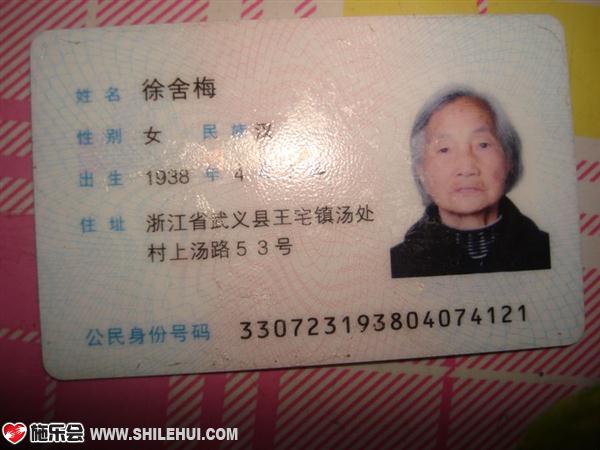 姓名 徐舍梅
性别 女 民族 汉
出生 1938 年 4
住址 浙江省武义县王宅镇汤处
村上汤路53号
公民身份号码 330723193804074121
施乐会 WWW.SHILEHUI.COM